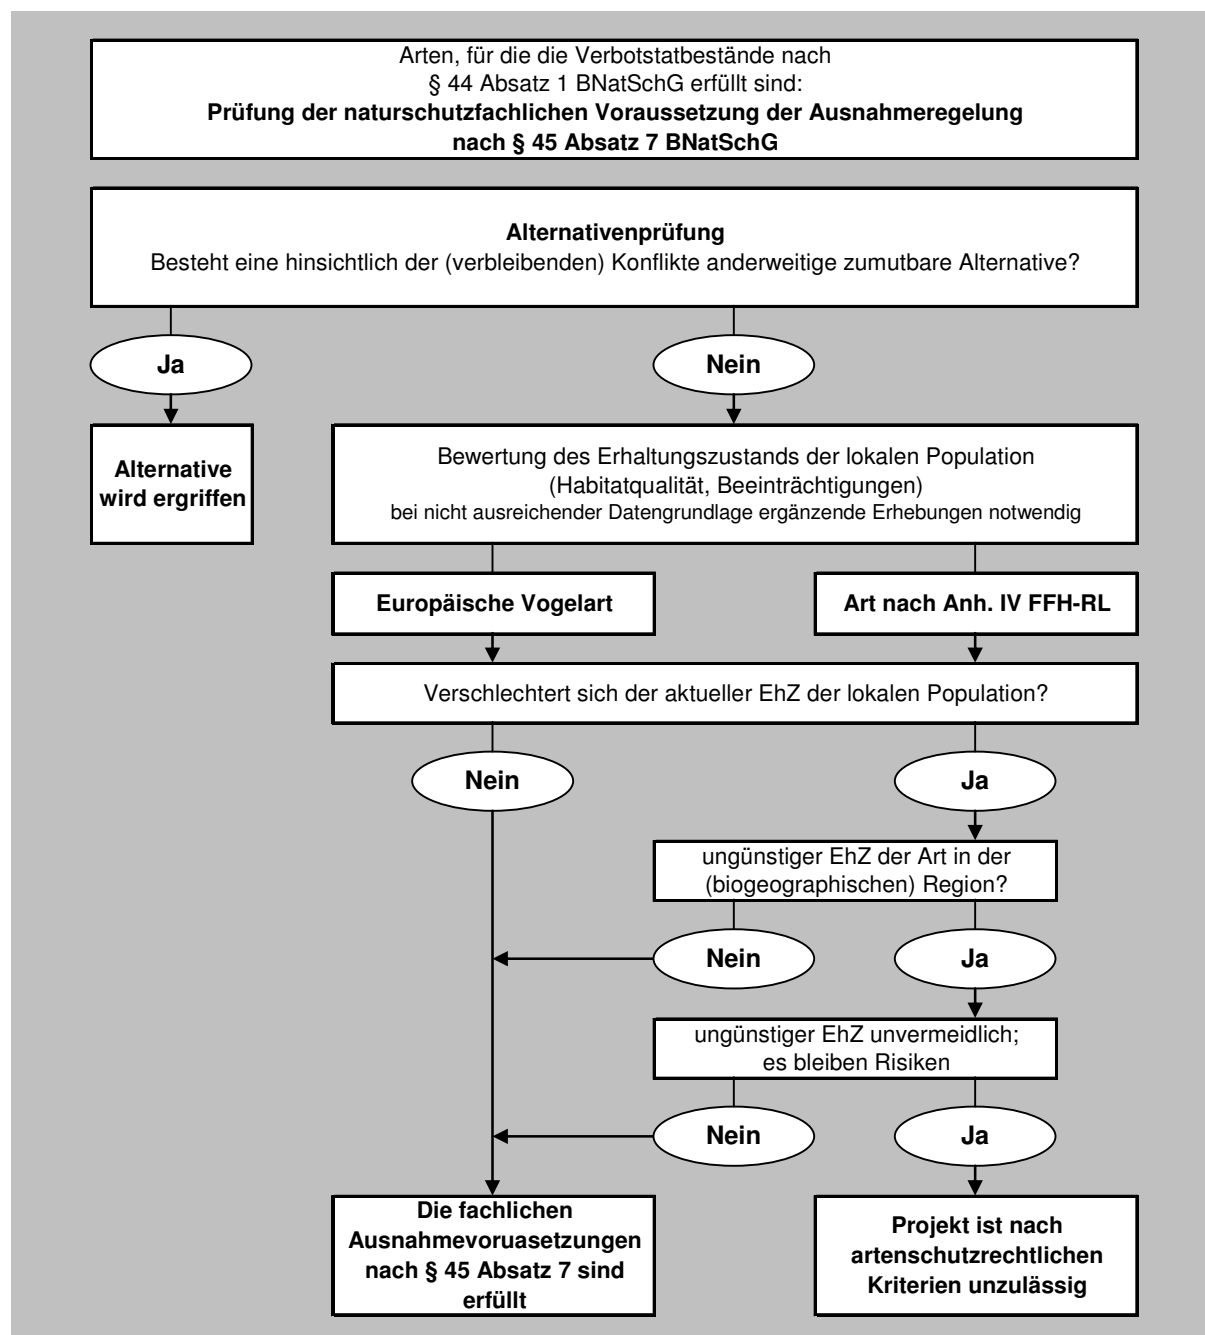 Arten, für die die Verbotstatbestände nach
§ 44 Absatz 1 BNatSchG erfüllt sind:
Prüfung der naturschutzfachlichen Voraussetzung der Ausnahmeregelung
nach § 45 Absatz 7 BNatSchG
Alternativenprüfung
Besteht eine hinsichtlich der (verbleibenden) Konflikte anderweitige zumutbare Alternative?
Ja
Nein
Alternative
wird ergriffen
Bewertung des Erhaltungszustands der lokalen Population
(Habitatqualität, Beeinträchtigungen)
bei nicht ausreichender Datengrundlage ergänzende Erhebungen notwendig
Europäische Vogelart
Art nach Anh. IV FFH-RL
Verschlechtert sich der aktueller EhZ der lokalen Population?
Nein
Ja
ungünstiger EhZ der Art in der
(biogeographischen) Region?
Nein
Ja
ungünstiger EhZ unvermeidlich;
es bleiben Risiken
Nein
Ja
Die fachlichen
Ausnahmevoruasetzungen
nach § 45 Absatz 7 sind
erfüllt
Projekt ist nach
artenschutzrechtlichen
Kriterien unzulässig